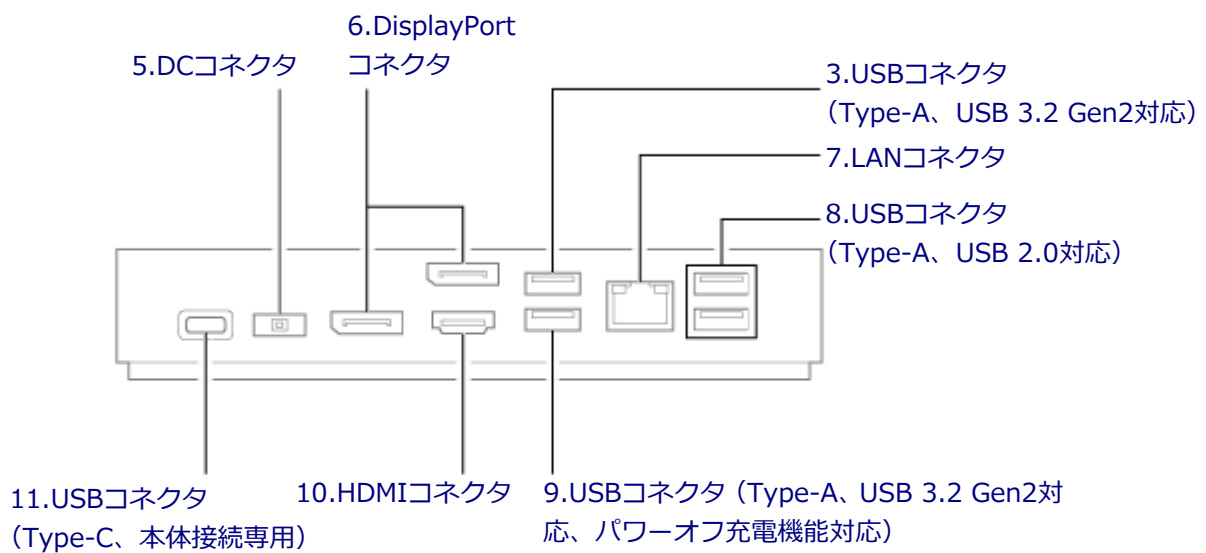 6.DisplayPort
コネクタ
5.DCコネクタ
3.USBコネクタ
（Type-A、USB 3.2 Gen2対応）
7.LANコネクタ
8.USBコネクタ
（Type-A、USB 2.0対応）
11.USBコネクタ
（Type-C、本体接続専用）
10.HDMIコネクタ
9.USBコネクタ（Type-A、USB 3.2 Gen2対
応、パワーオフ充電機能対応）